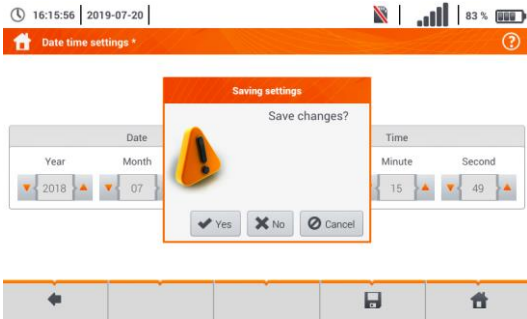 16:15:56 2019-07-20 83 %
Date time settings *
Saving settings
Save changes?
Date Time
Year Month Minute Second
2018 07 15 49
Yes No Cancel